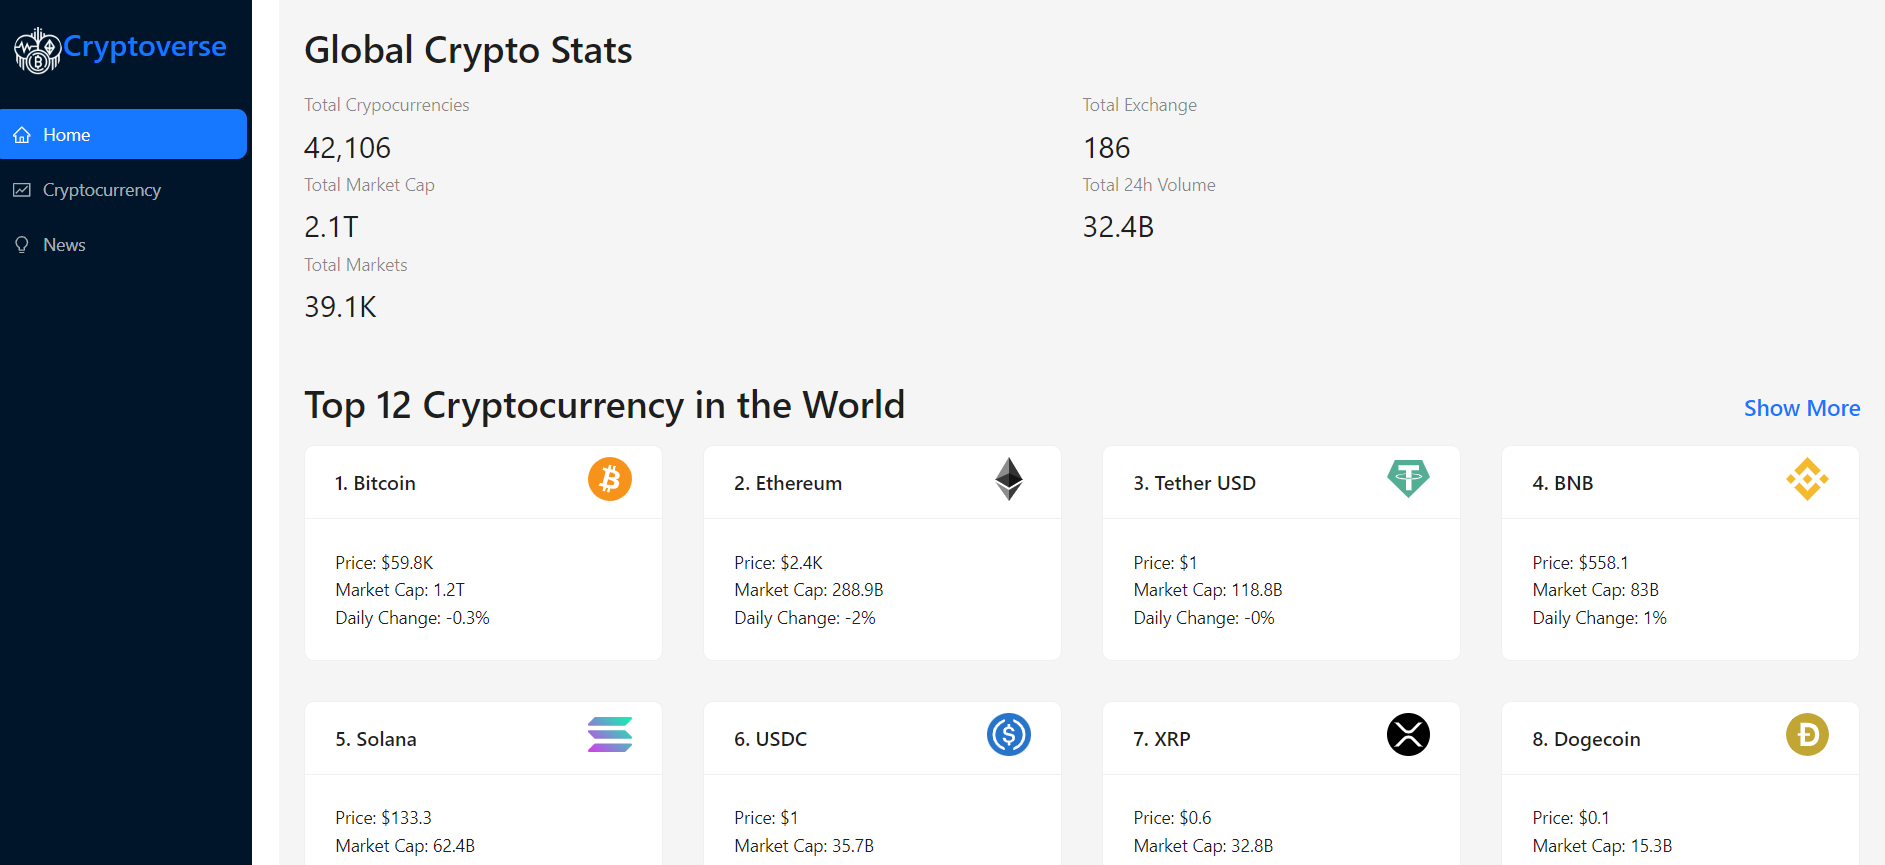 Cryptoverse
Home
Cryptocurrency
News
Global Crypto Stats
Total Crypocurrencies
42,106
Total Exchange
186
Total Market Cap
2.1T
Total 24h Volume
32.4B
Total Markets
39.1K
Top 12 Cryptocurrency in the World
Show More
1. Bitcoin
Price: $59.8K
Market Cap: 1.2T
Daily Change: -0.3%
2. Ethereum
Price: $2.4K
Market Cap: 288.9B
Daily Change: -2%
3. Tether USD
Price: $1
Market Cap: 118.8B
Daily Change: -0%
4. BNB
Price: $558.1
Market Cap: 83B
Daily Change: 1%
5. Solana
Price: $133.3
Market Cap: 62.4B
6. USDC
Price: $1
Market Cap: 35.7B
7. XRP
Price: $0.6
Market Cap: 32.8B
8. Dogecoin
Price: $0.1
Market Cap: 15.3B